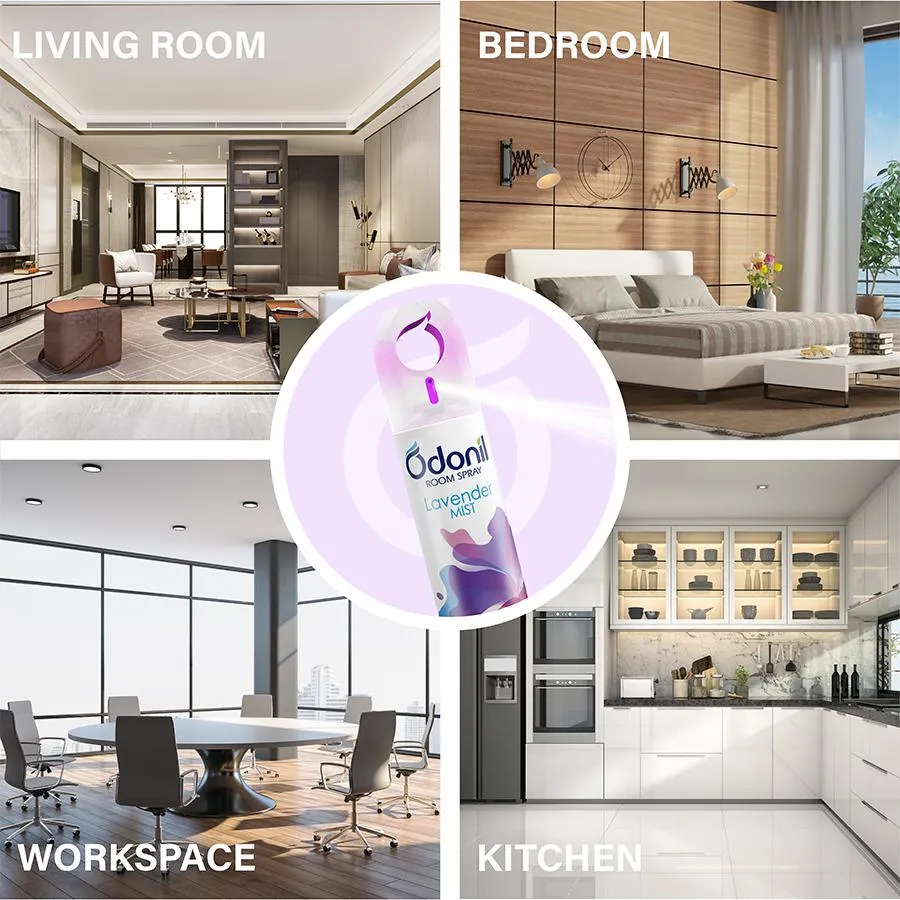 LIVING ROOM
BEDROOM
Odonil
ROOM SPRAY
Lavender
MIST
WORKSPACE
KITCHEN